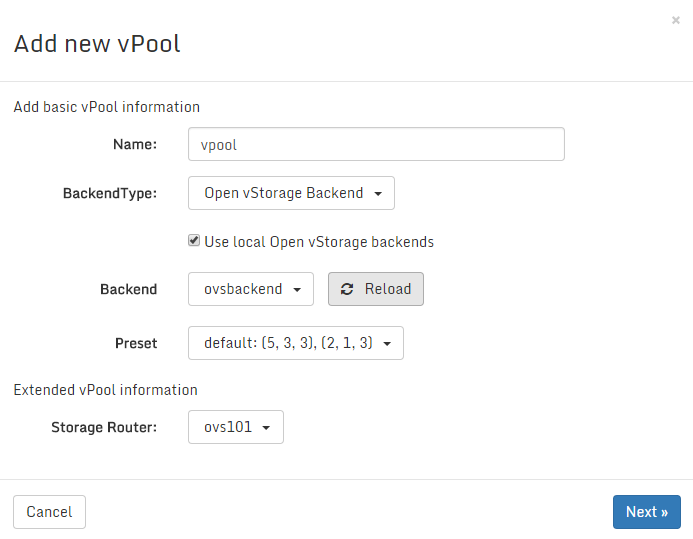 ×
Add new vPool
Add basic vPool information
Name: vpool
BackendType: Open vStorage Backend
Use local Open vStorage backends
Backend ovsbackend Reload
Preset default: (5, 3, 3), (2, 1, 3)
Extended vPool information
Storage Router: ovs101
Cancel Next »